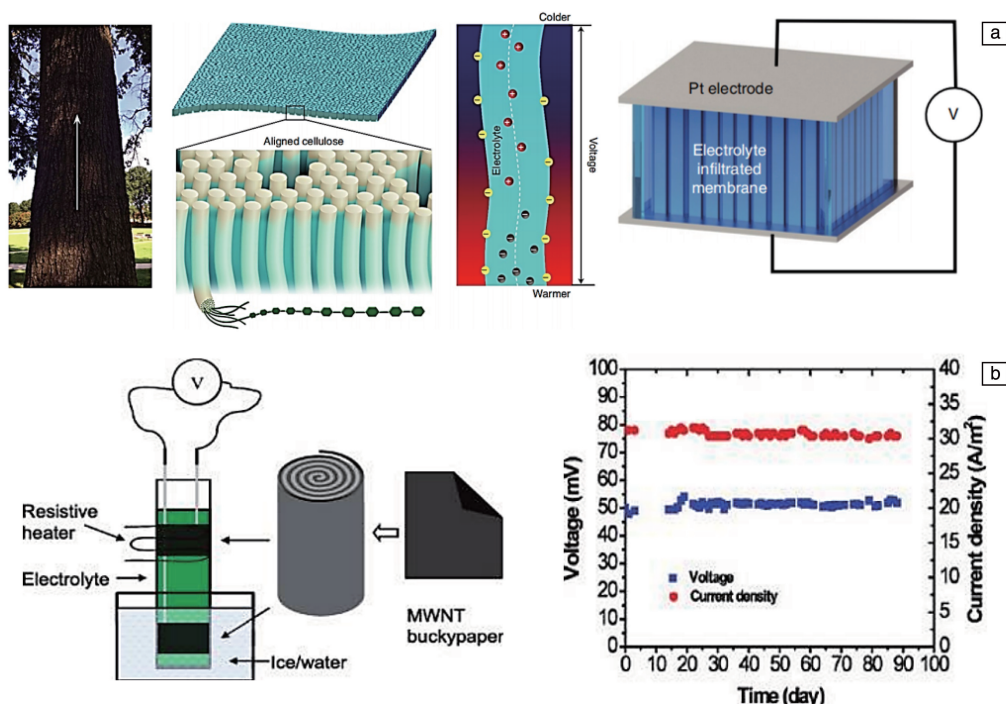 a
Aligned cellulose
Colder
Electrolyte
Voltage
Warmer
Pt electrode
Electrolyte
infiltrated
membrane
V
b
V
Resistive
heater
Electrolyte
Ice/water
MWNT
buckypaper
100
90
80
70
60
50
40
30
20
10
0
Voltage (mV)
40
35
30
25
20
15
10
5
0
Current density (A/m²)
Voltage
Current density
0 10 20 30 40 50 60 70 80 90 100
Time (day)